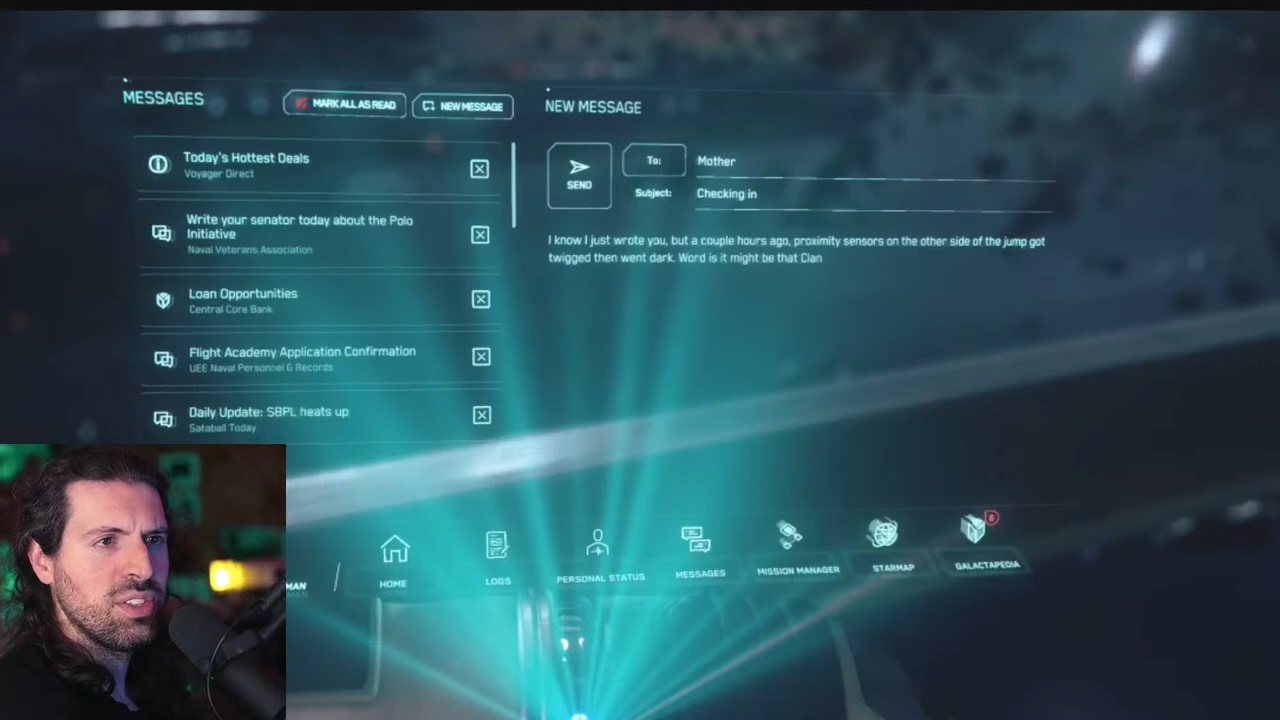 MESSAGES
MARK ALL AS READ
NEW MESSAGE
Today's Hottest Deals
Voyager Direct
Write your senator today about the Polo
Initiative
Naval Veterans Association
Loan Opportunities
Central Core Bank
Flight Academy Application Confirmation
UEE Naval Personnel & Records
Daily Update: SBPL heats up
Sataball Today
NEW MESSAGE
SEND
To: Mother
Subject: Checking in
I know I just wrote you, but a couple hours ago, proximity sensors on the other side of the jump got
twigged then went dark. Word is it might be that Clan
MAN
HOME
LOGS
PERSONAL STATUS
MESSAGES
MISSION MANAGER
STARMAP
GALACTAPEDIA